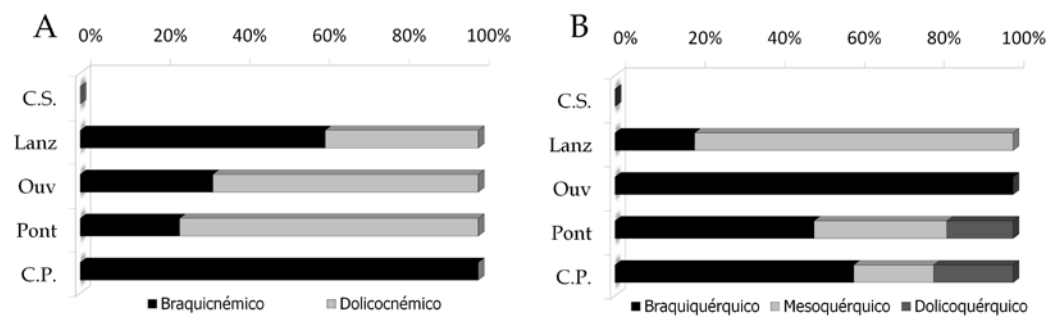 A
0% 20% 40% 60% 80% 100%
C.S.
Lanz
Ouv
Pont
C.P.
Braquicnémico Dolicocnémico
B
0% 20% 40% 60% 80% 100%
C.S.
Lanz
Ouv
Pont
C.P.
Braquiquérquico Mesoquérquico Dolicoquérquico